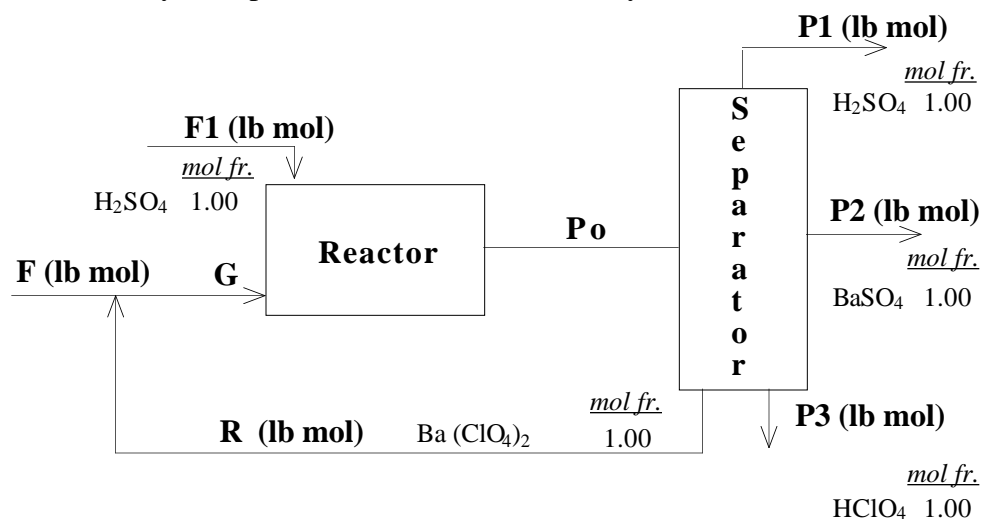 P1 (lb mol)
mol fr.
H₂SO₄ 1.00
F1 (lb mol)
mol fr.
H₂SO₄ 1.00
Separator
Reactor
Po
P2 (lb mol)
mol fr.
BaSO₄ 1.00
F (lb mol)
G
R (lb mol) Ba (ClO₄)₂
mol fr.
1.00
P3 (lb mol)
mol fr.
HClO₄ 1.00